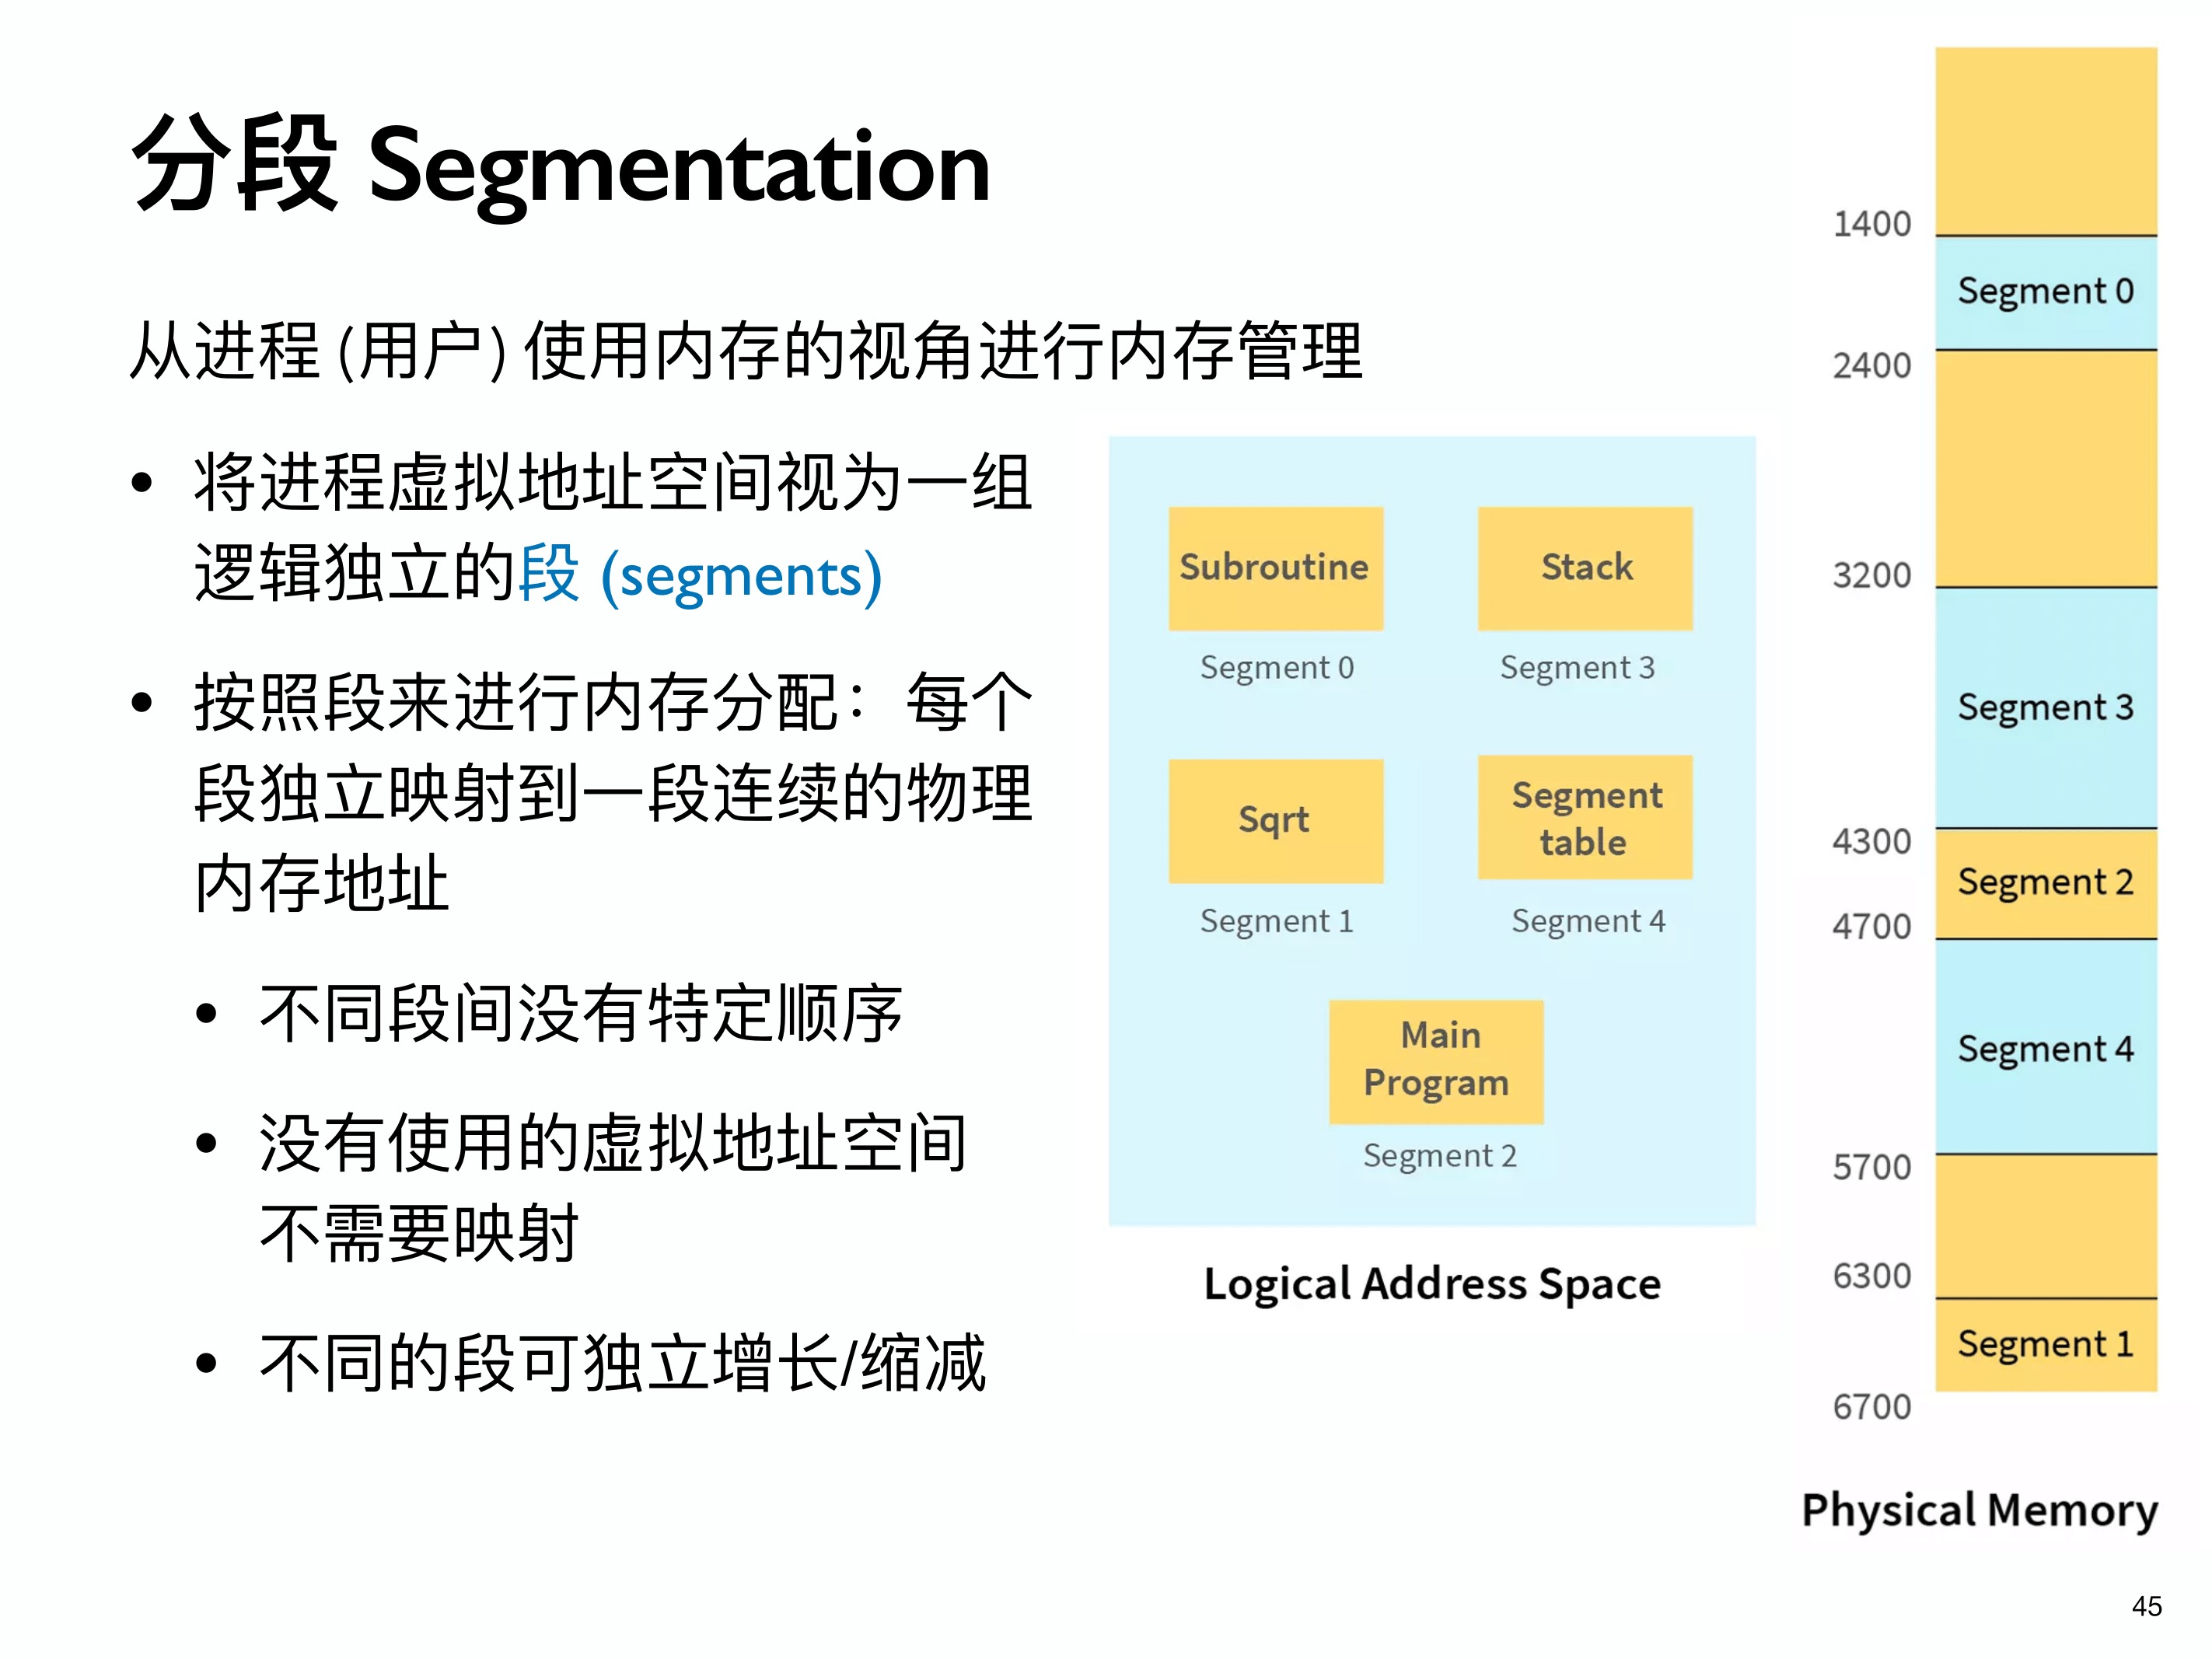 分段 Segmentation
从进程 (用户) 使用内存的视角进行内存管理
• 将进程虚拟地址空间视为一组
逻辑独立的段 (segments)
• 按照段来进行内存分配：每个
段独立映射到一段连续的物理
内存地址
• 不同段间没有特定顺序
• 没有使用的虚拟地址空间
不需要映射
• 不同的段可独立增长/缩减
Subroutine
Segment 0
Stack
Segment 3
Sqrt
Segment 1
Segment
table
Segment 4
Main
Program
Segment 2
Logical Address Space
1400
Segment 0
2400
3200
Segment 3
4300
Segment 2
4700
Segment 4
5700
6300
Segment 1
6700
Physical Memory
45